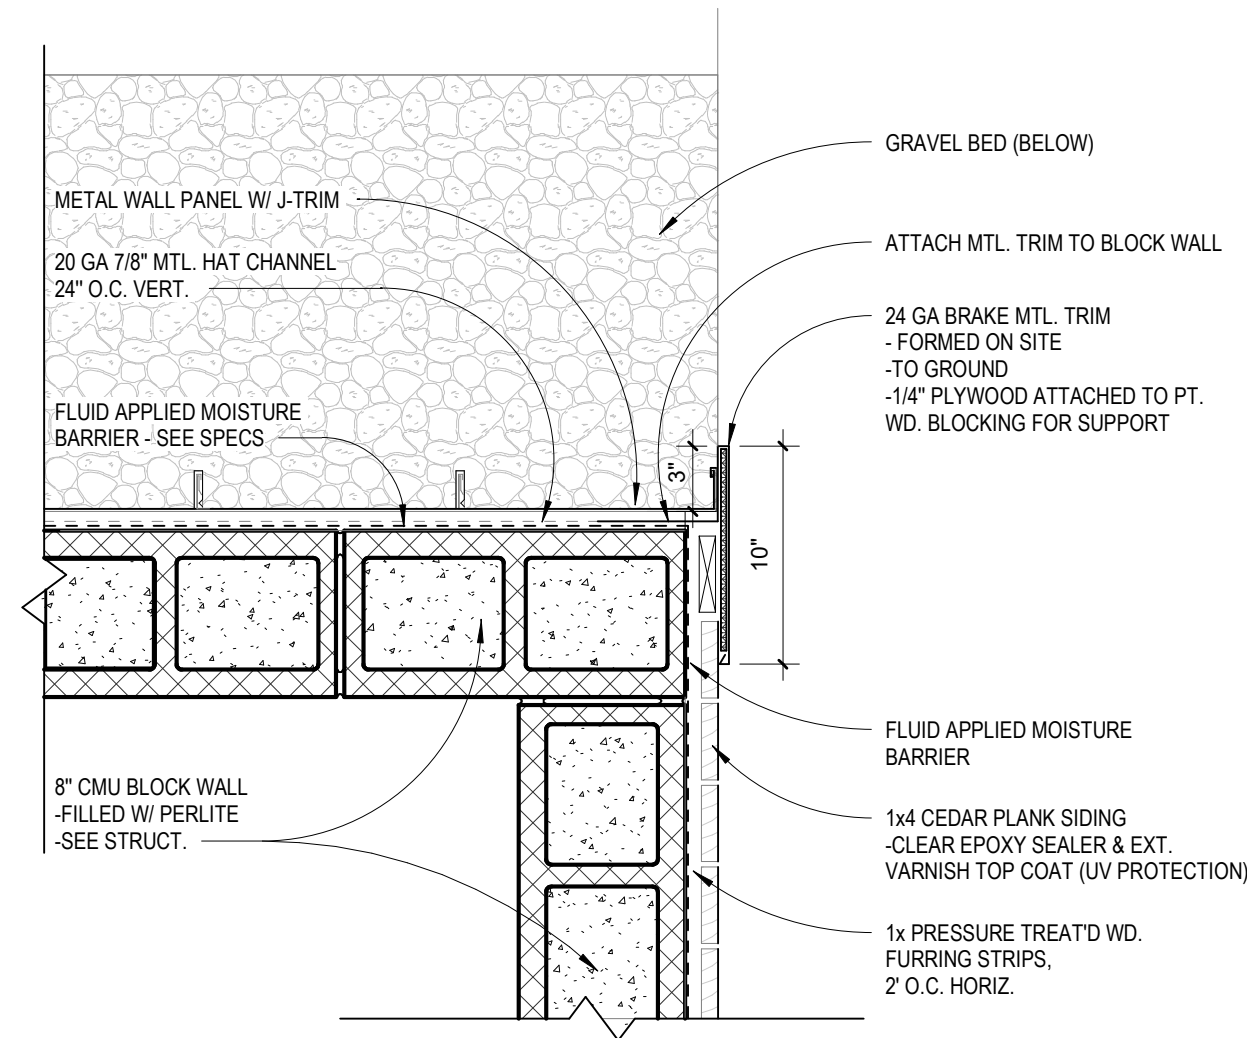 GRAVEL BED (BELOW)
METAL WALL PANEL W/ J-TRIM
ATTACH MTL. TRIM TO BLOCK WALL
20 GA 7/8" MTL. HAT CHANNEL
24" O.C. VERT.
24 GA BRAKE MTL. TRIM
- FORMED ON SITE
-TO GROUND
-1/4" PLYWOOD ATTACHED TO PT.
WD. BLOCKING FOR SUPPORT
FLUID APPLIED MOISTURE
BARRIER - SEE SPECS
3"
10"
FLUID APPLIED MOISTURE
BARRIER
8" CMU BLOCK WALL
-FILLED W/ PERLITE
-SEE STRUCT.
1x4 CEDAR PLANK SIDING
-CLEAR EPOXY SEALER & EXT.
VARNISH TOP COAT (UV PROTECTION)
1x PRESSURE TREAT'D WD.
FURRING STRIPS,
2' O.C. HORIZ.